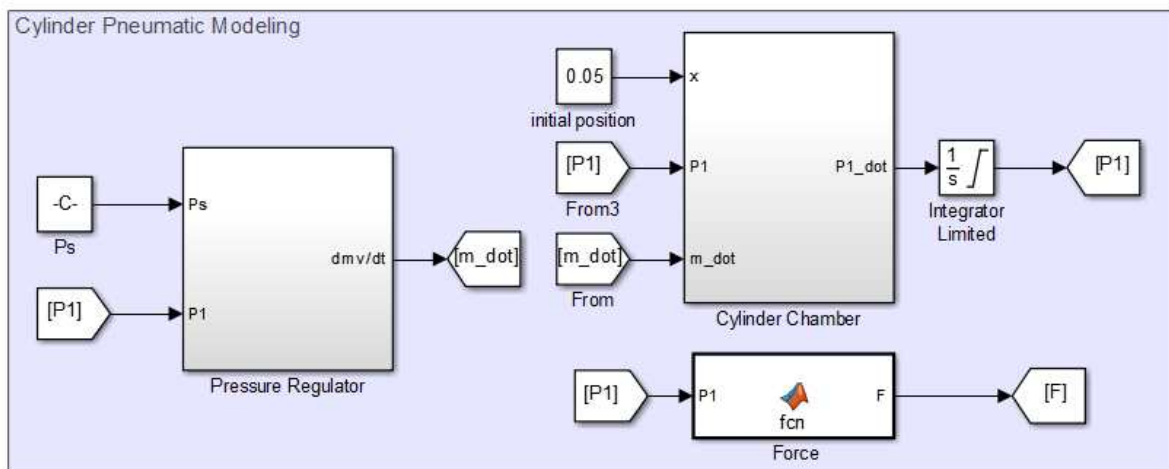 Cylinder Pneumatic Modeling
-C-
Ps
[P1]
Ps
P1
dmv/dt
Pressure Regulator
[m_dot]
0.05
initial position
[P1]
From3
[m_dot]
From
x
P1
m_dot
P1_dot
Cylinder Chamber
1
s
Integrator
Limited
[P1]
[P1]
P1
fcn
F
Force
[F]